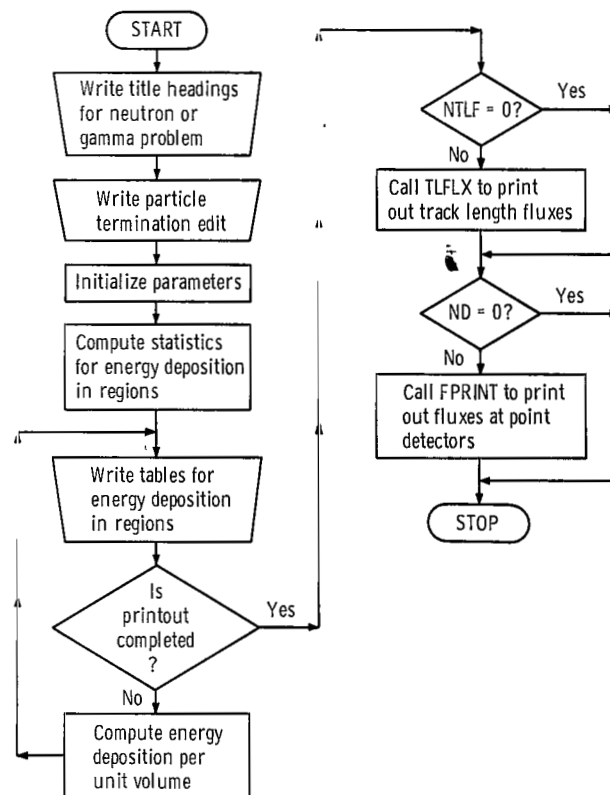 START
Write title headings
for neutron or
gamma problem
Write particle
termination edit
Initialize parameters
Compute statistics
for energy deposition
in regions
Write tables for
energy deposition
in regions
Is
printout
completed
?
Yes
No
Compute energy
deposition per
unit volume
NTLF = 0?
Yes
No
Call TLFLX to print
out track length fluxes
ND = 0?
Yes
No
Call FPRINT to print
out fluxes at point
detectors
STOP